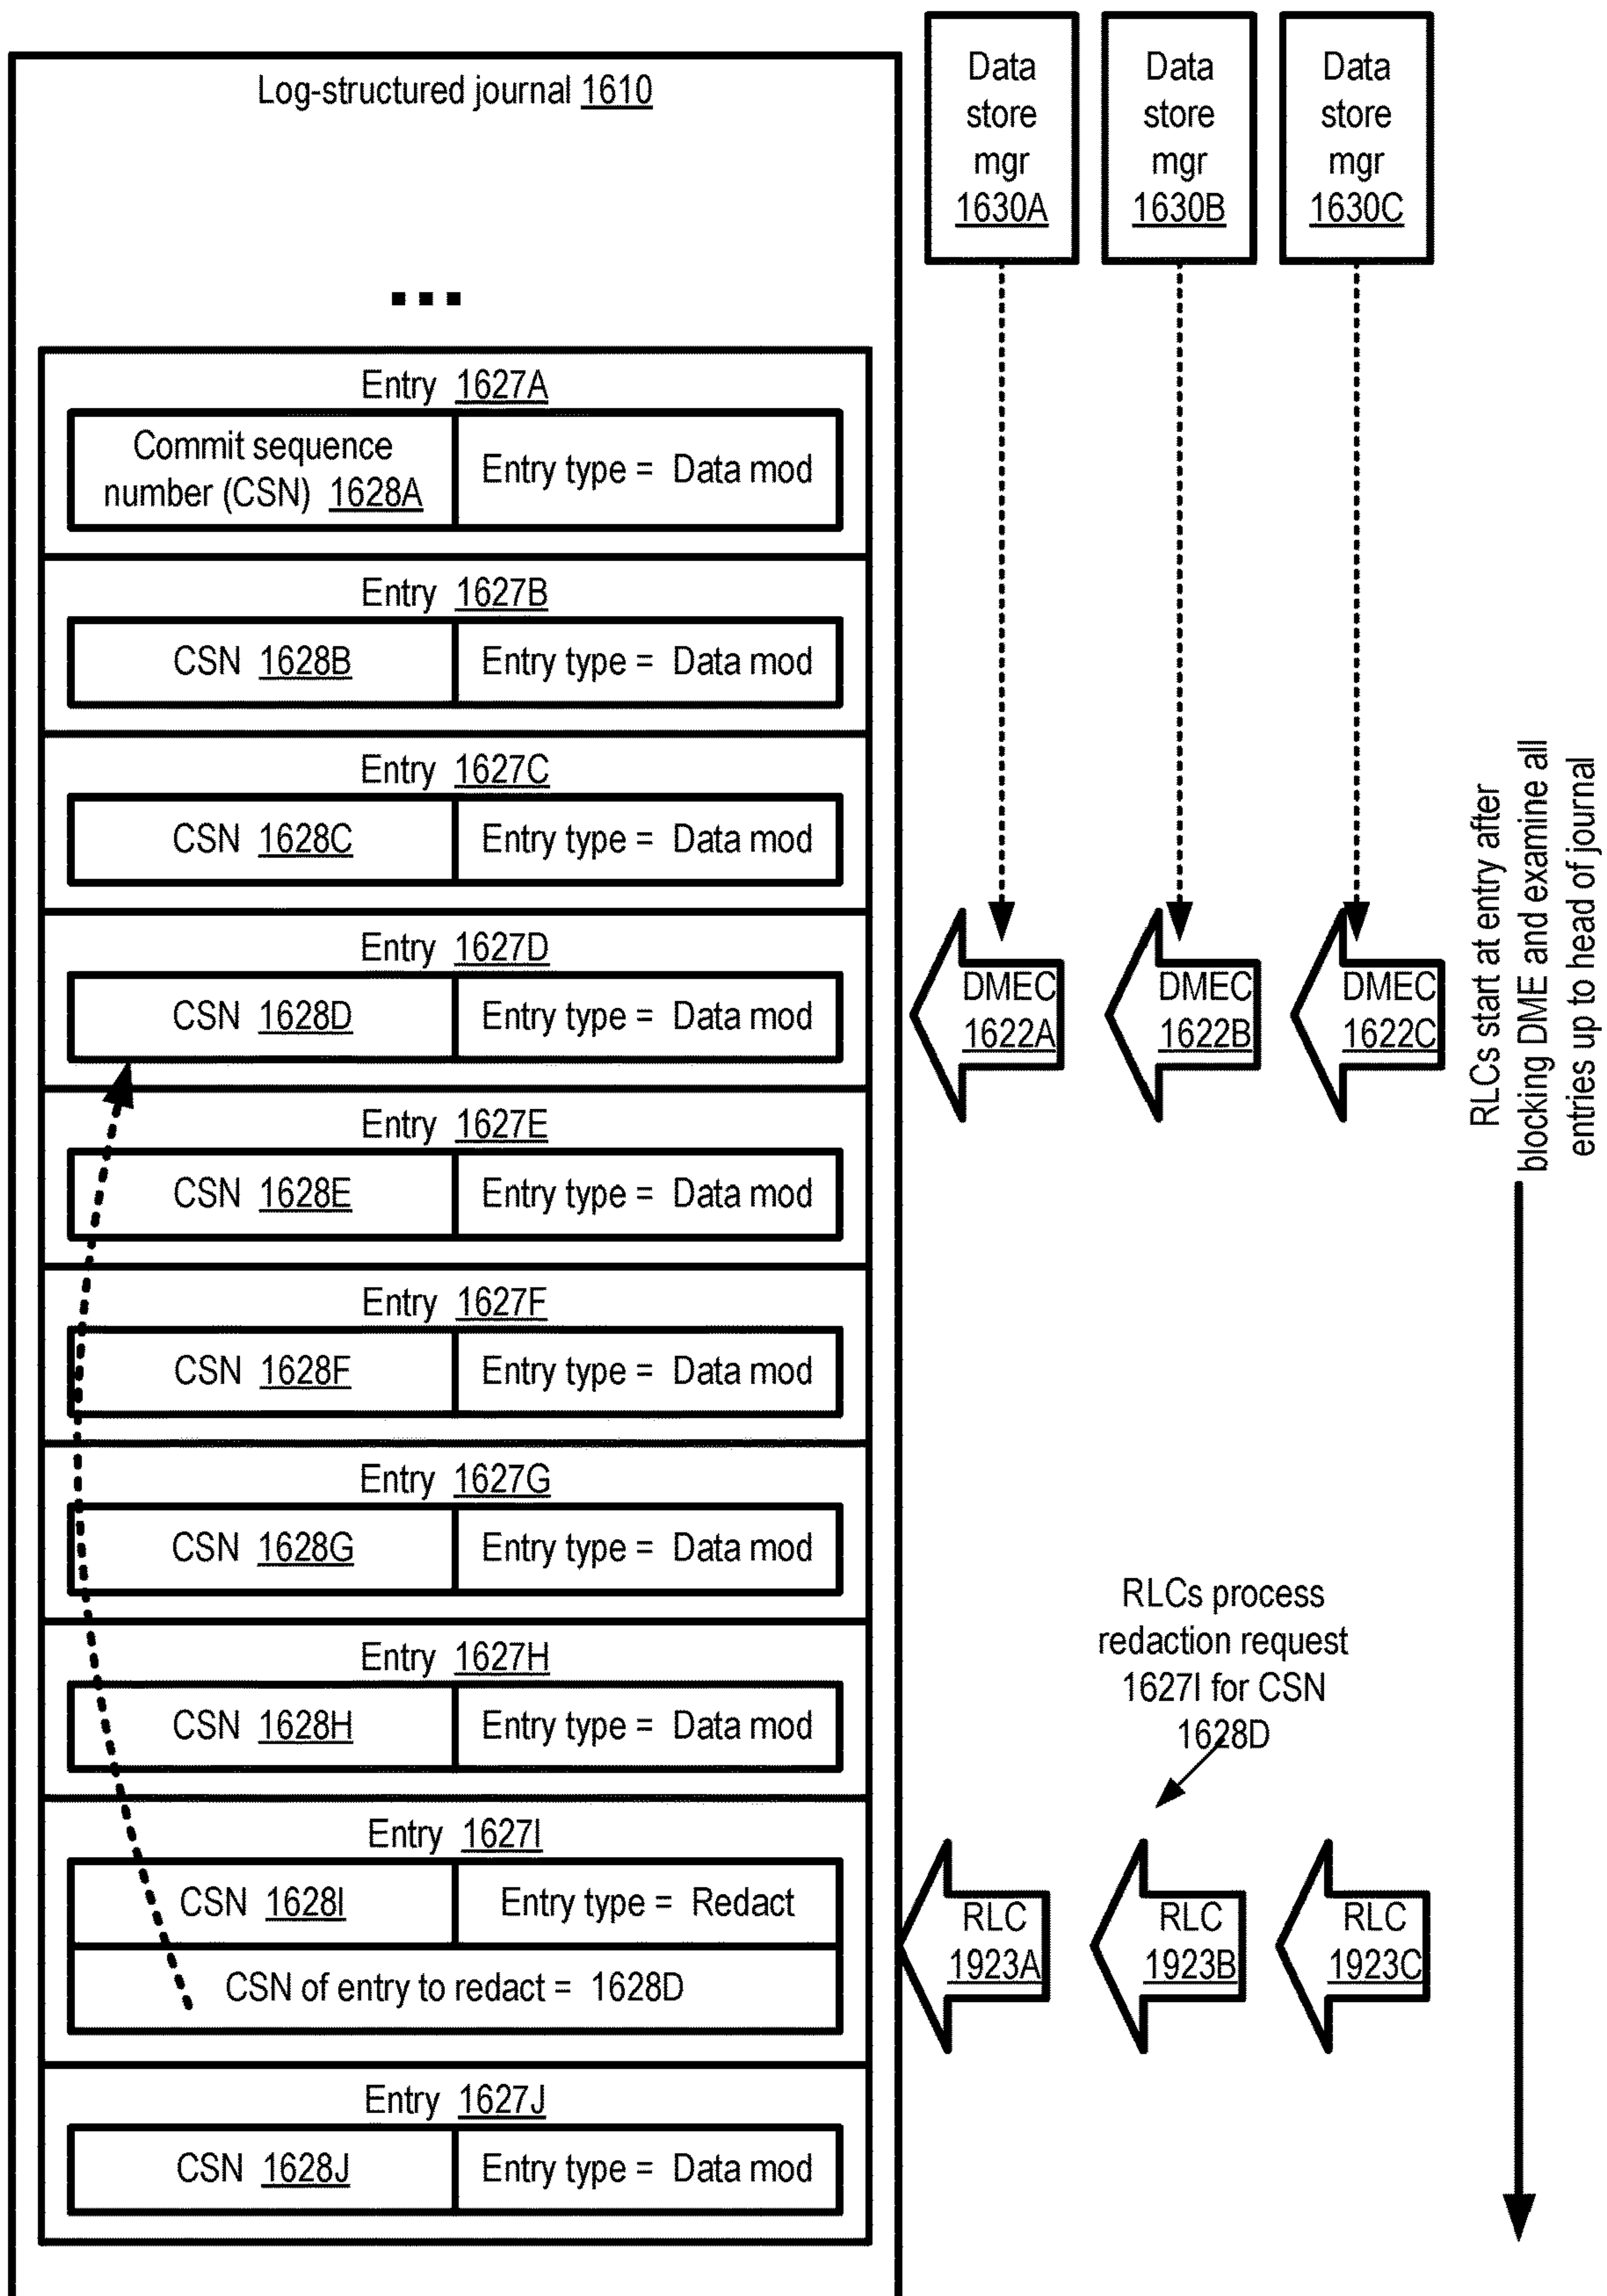 Log-structured journal 1610
Data
store
mgr
1630A
Data
store
mgr
1630B
Data
store
mgr
1630C
...
Entry 1627A
Commit sequence
number (CSN) 1628A
Entry type = Data mod
Entry 1627B
CSN 1628B
Entry type = Data mod
Entry 1627C
CSN 1628C
Entry type = Data mod
Entry 1627D
CSN 1628D
Entry type = Data mod
DMEC
1622A
DMEC
1622B
DMEC
1622C
RLCs start at entry after
blocking DME and examine all
entries up to head of journal
Entry 1627E
CSN 1628E
Entry type = Data mod
Entry 1627F
CSN 1628F
Entry type = Data mod
Entry 1627G
CSN 1628G
Entry type = Data mod
Entry 1627H
CSN 1628H
Entry type = Data mod
RLCs process
redaction request
1627I for CSN
1628D
Entry 1627I
CSN 1628I
Entry type = Redact
CSN of entry to redact = 1628D
RLC
1923A
RLC
1923B
RLC
1923C
Entry 1627J
CSN 1628J
Entry type = Data mod